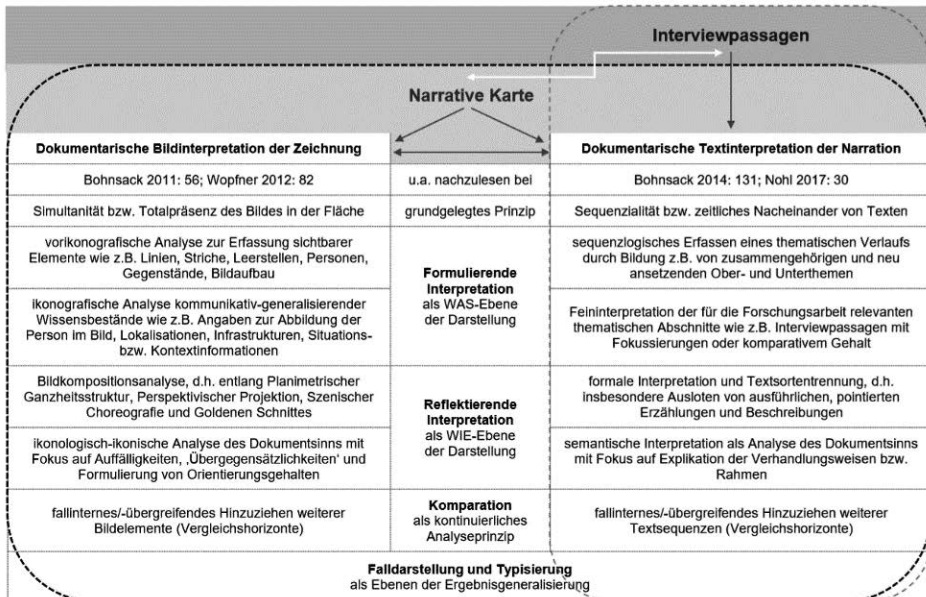 Interviewpassagen
Narrative Karte
Dokumentarische Bildinterpretation der Zeichnung
Dokumentarische Textinterpretation der Narration
Bohnsack 2011: 56; Wopfner 2012: 82
u.a. nachzulesen bei
Bohnsack 2014: 131; Nohl 2017: 30
Simultanität bzw. Totalpräsenz des Bildes in der Fläche
grundgelegtes Prinzip
Sequenzialität bzw. zeitliches Nacheinander von Texten
vorikonografische Analyse zur Erfassung sichtbarer
Elemente wie z.B. Linien, Striche, Leerstellen, Personen,
Gegenstände, Bildaufbau
ikonografische Analyse kommunikativ-generalisierender
Wissensbestände wie z.B. Angaben zur Abbildung der
Person im Bild, Lokalisationen, Infrastrukturen, Situations-
bzw. Kontextinformationen
Formulierende
Interpretation
als WAS-Ebene
der Darstellung
sequenzlogisches Erfassen eines thematischen Verlaufs
durch Bildung z.B. von zusammengehörigen und neu
ansetzenden Ober- und Unterthemen
Feininterpretation der für die Forschungsarbeit relevanten
thematischen Abschnitte wie z.B. Interviewpassagen mit
Fokussierungen oder komparativem Gehalt
Bildkompositionsanalyse, d.h. entlang Planimetrischer
Ganzheitsstruktur, Perspektivischer Projektion, Szenischer
Choreografie und Goldenen Schnittes
ikonologisch-ikonische Analyse des Dokumentsinns mit
Fokus auf Auffälligkeiten, ‚Übergegensätzlichkeiten' und
Formulierung von Orientierungsgehalten
Reflektierende
Interpretation
als WIE-Ebene
der Darstellung
formale Interpretation und Textsortentrennung, d.h.
insbesondere Ausloten von ausführlichen, pointierten
Erzählungen und Beschreibungen
semantische Interpretation als Analyse des Dokumentsinns
mit Fokus auf Explikation der Verhandlungsweisen bzw.
Rahmen
fallinternes/-übergreifendes Hinzuziehen weiterer
Bildelemente (Vergleichshorizonte)
Komparation
als kontinuierliches
Analyseprinzip
fallinternes/-übergreifendes Hinzuziehen weiterer
Textsequenzen (Vergleichshorizonte)
Falldarstellung und Typisierung
als Ebenen der Ergebnisgeneralisierung